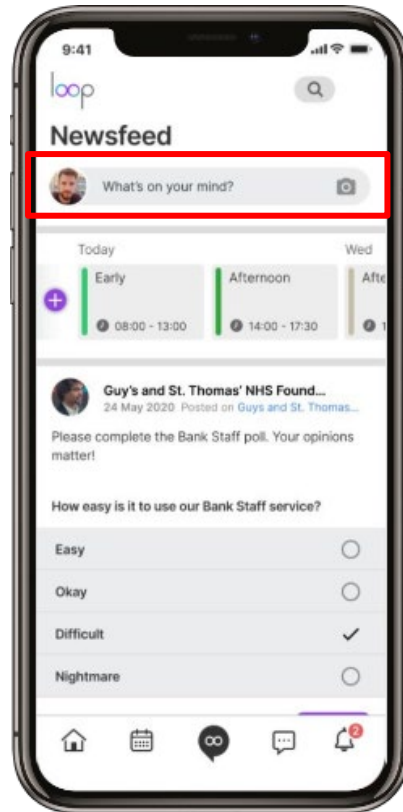 9:41
loop
Newsfeed
What's on your mind?
Today Wed
Early Afternoon Afte
08:00 - 13:00 14:00 - 17:30 1
Guy's and St. Thomas' NHS Found...
24 May 2020 Posted on Guys and St. Thomas...
Please complete the Bank Staff poll. Your opinions
matter!
How easy is it to use our Bank Staff service?
Easy
Okay
Difficult
Nightmare
2